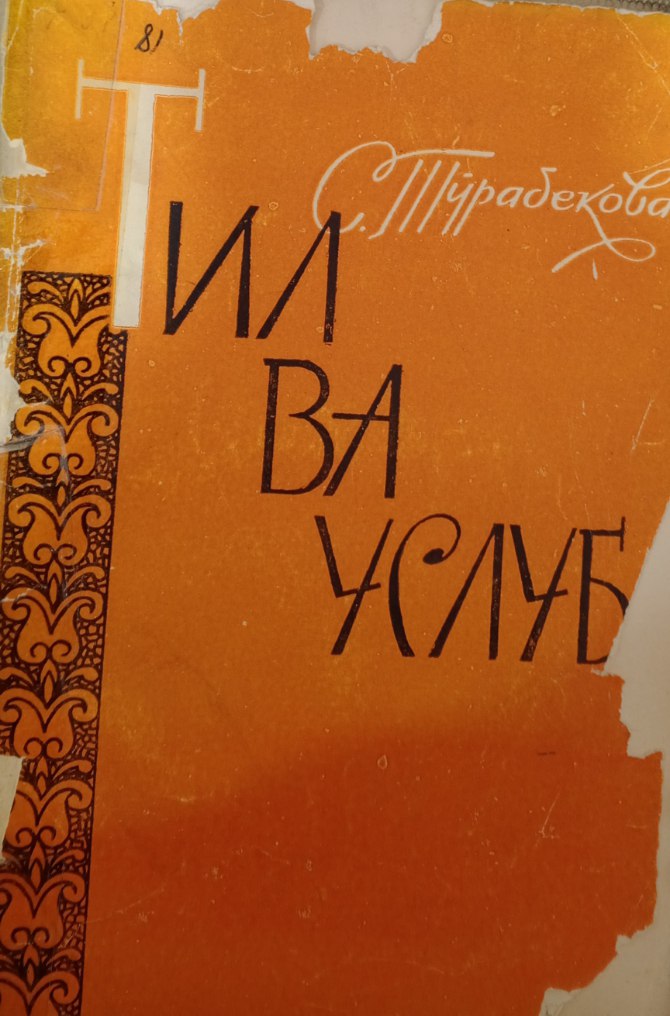 81
С. Тўрабекова
Тил
ва
услуб